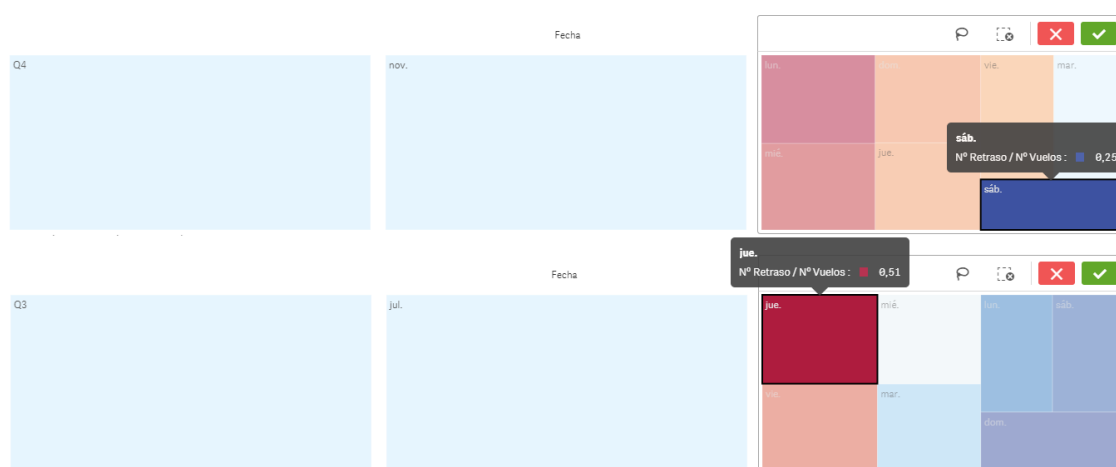 Fecha
Q4
nov.
lun.
dom.
vie.
mar.
mié.
jue.
sáb.
Nº Retraso / Nº Vuelos : 0,25
sáb.
Fecha
jue.
Nº Retraso / Nº Vuelos : 0,51
Q3
jul.
jue.
mié.
lun.
sáb.
vie.
mar.
dom.